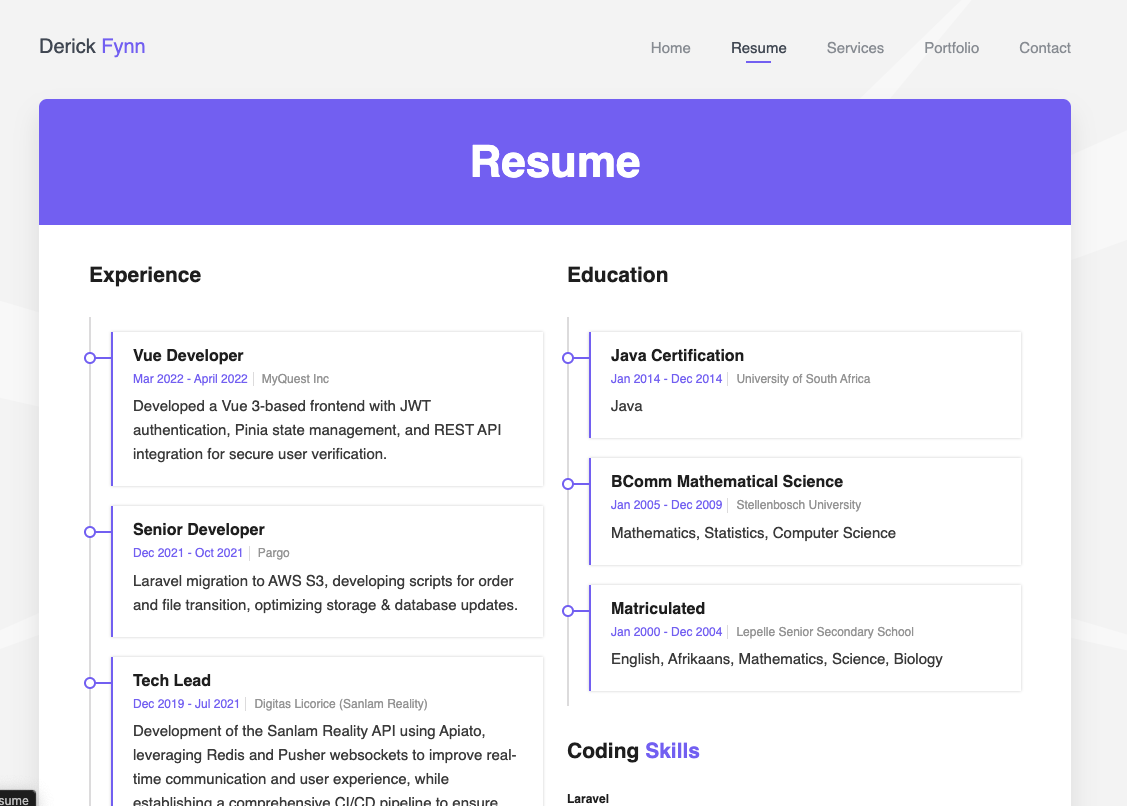 Derick Fynn
Home Resume Services Portfolio Contact
Resume
Experience
Vue Developer
Mar 2022 - April 2022 MyQuest Inc
Developed a Vue 3-based frontend with JWT
authentication, Pinia state management, and REST API
integration for secure user verification.
Senior Developer
Dec 2021 - Oct 2021 Pargo
Laravel migration to AWS S3, developing scripts for order
and file transition, optimizing storage & database updates.
Tech Lead
Dec 2019 - Jul 2021 Digitas Licorice (Sanlam Reality)
Development of the Sanlam Reality API using Apiato,
leveraging Redis and Pusher websockets to improve real-
time communication and user experience, while
establishing a comprehensive CI/CD pipeline to ensure
Education
Java Certification
Jan 2014 - Dec 2014 University of South Africa
Java
BComm Mathematical Science
Jan 2005 - Dec 2009 Stellenbosch University
Mathematics, Statistics, Computer Science
Matriculated
Jan 2000 - Dec 2004 Lepelle Senior Secondary School
English, Afrikaans, Mathematics, Science, Biology
Coding Skills
Laravel
sume